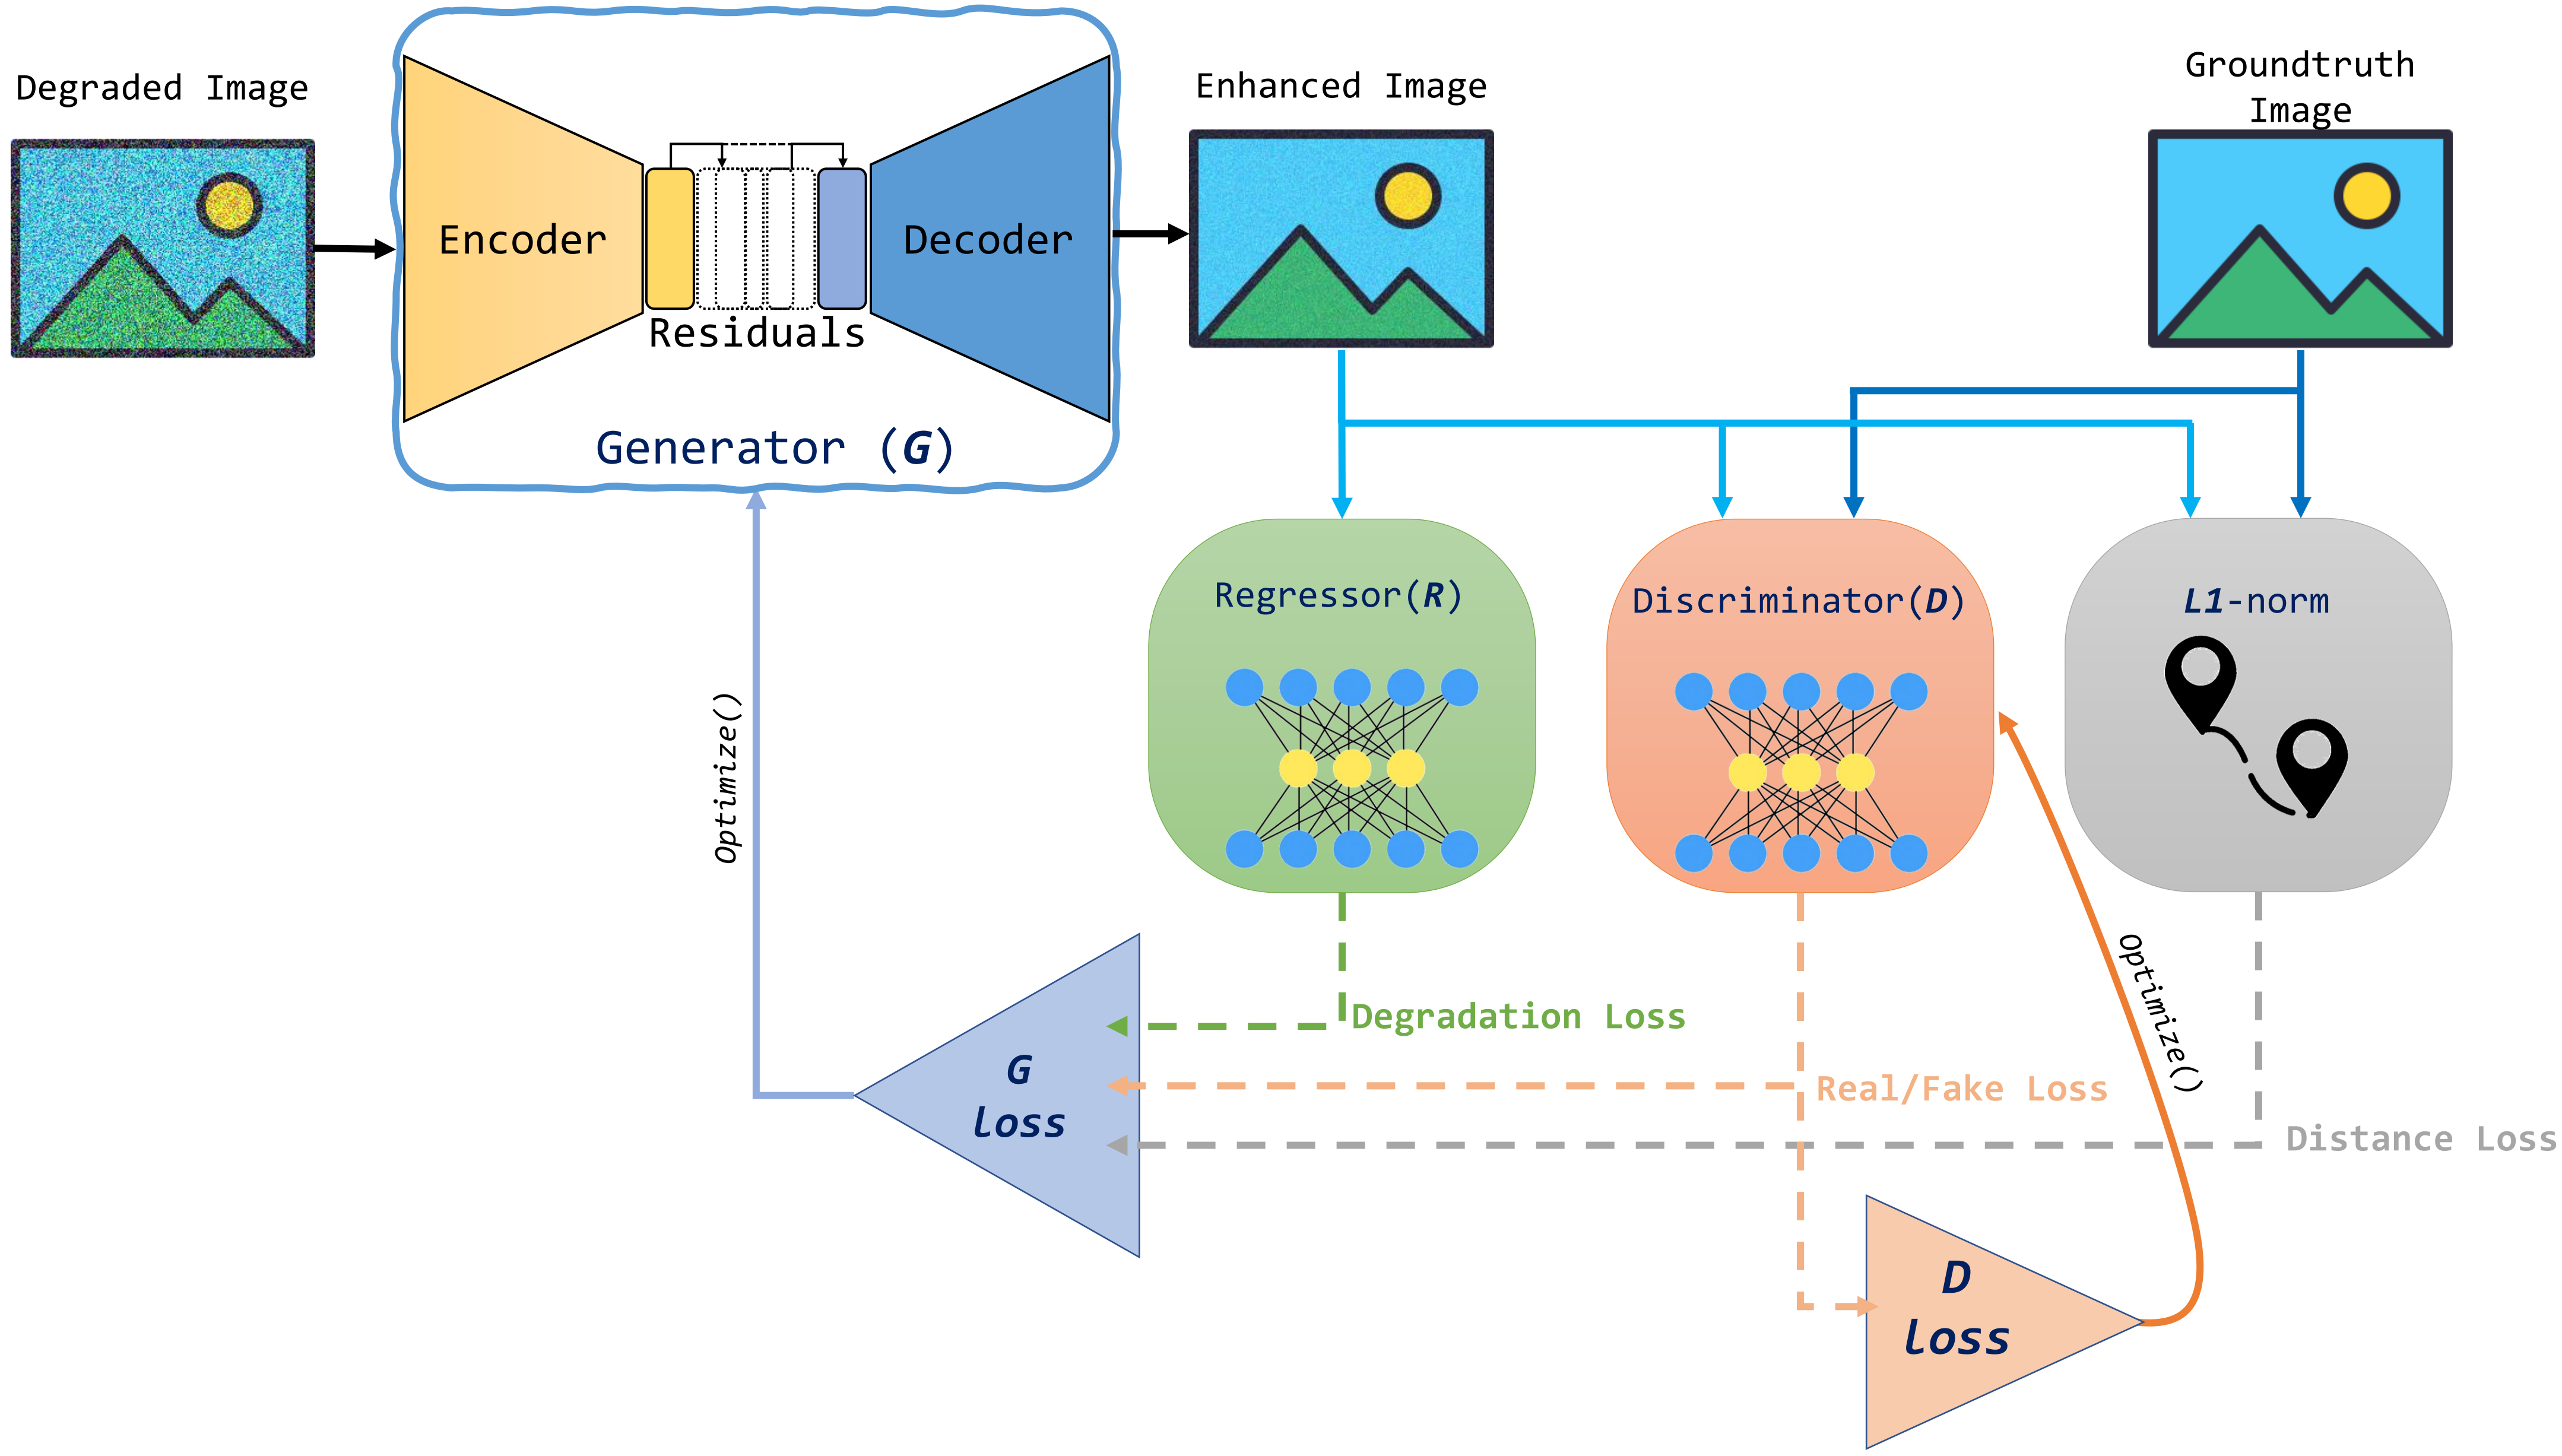 Degraded Image
Enhanced Image
Groundtruth
Image
Encoder
Decoder
Residuals
Generator (G)
Regressor(R)
Discriminator(D)
L1-norm
Optimize()
Optimize()
Degradation Loss
G
loss
Real/Fake Loss
Distance Loss
D
loss